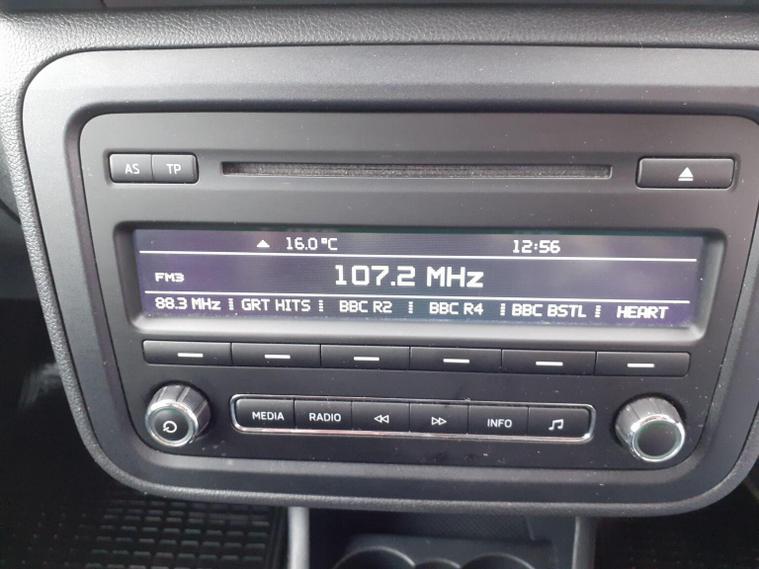 AS TP
16.0°C 12:56
FM3 107.2 MHz
88.3 MHz GRT HITS BBC R2 BBC R4 BBC BSTL HEART
MEDIA RADIO INFO